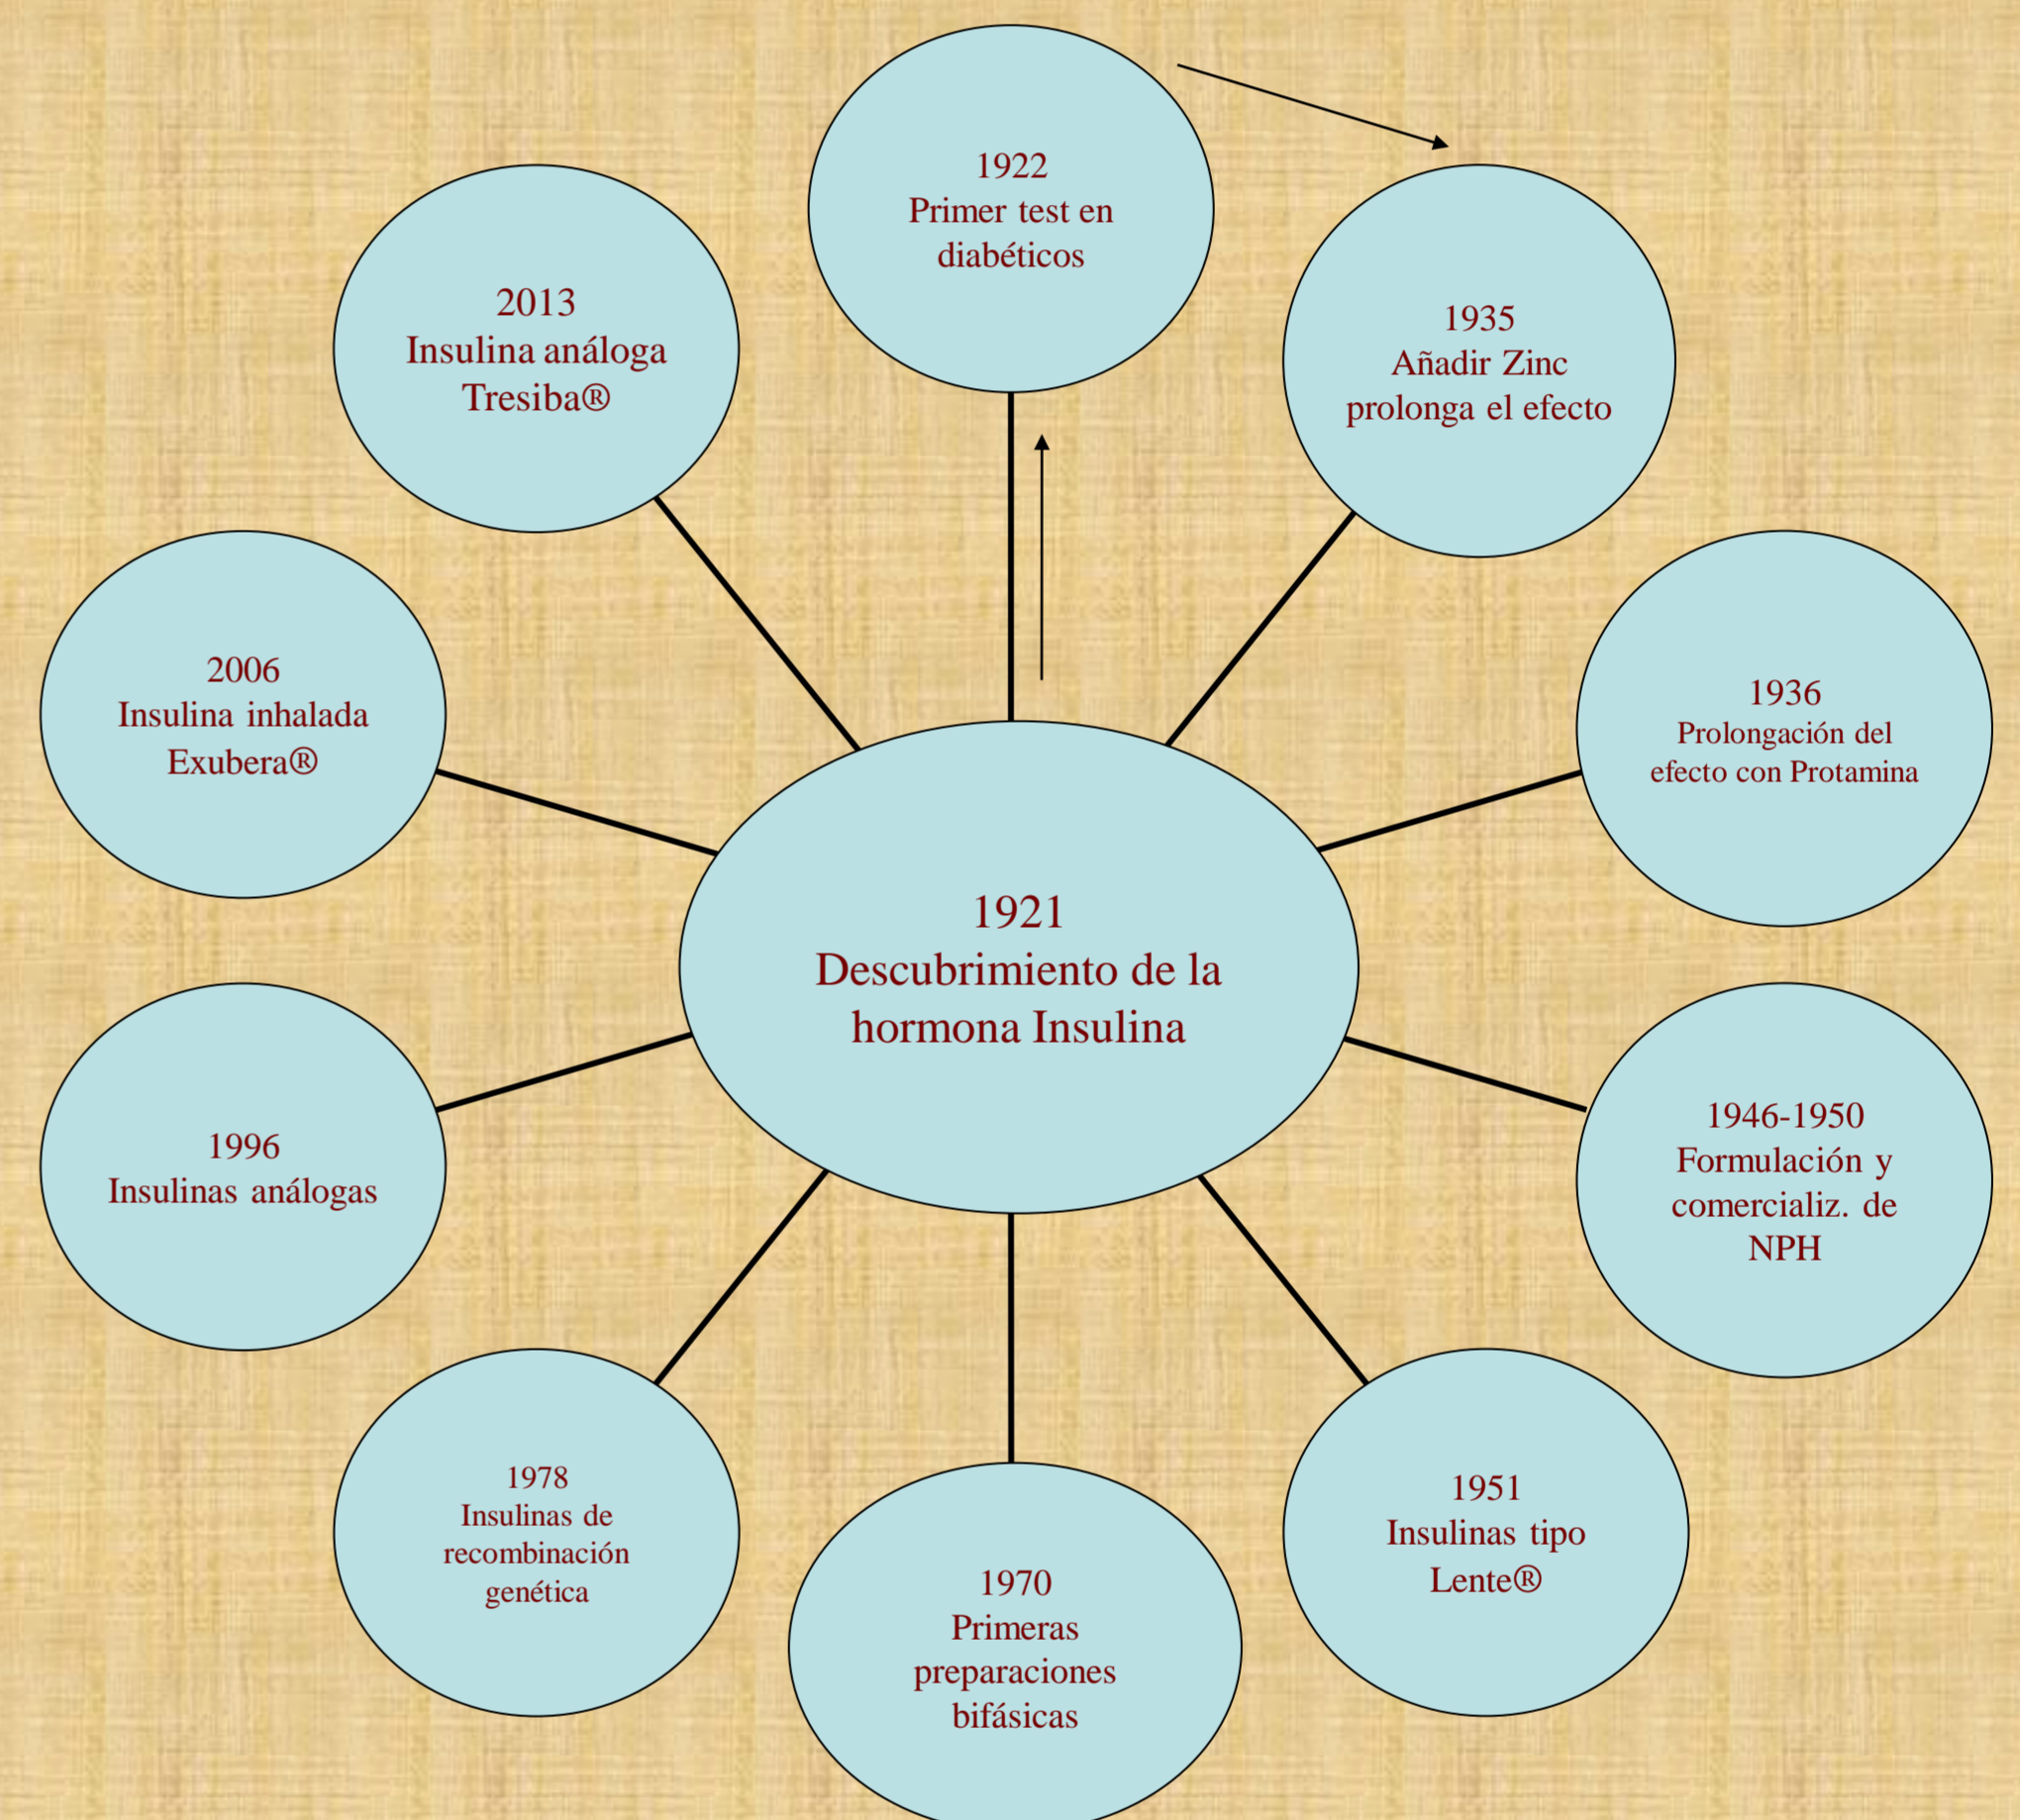 1921
Descubrimiento de la
hormona Insulina
1922
Primer test en
diabéticos
1935
Añadir Zinc
prolonga el efecto
1936
Prolongación del
efecto con Protamina
1946-1950
Formulación y
comercializ. de
NPH
1951
Insulinas tipo
Lente®
1970
Primeras
preparaciones
bifásicas
1978
Insulinas de
recombinación
genética
1996
Insulinas análogas
2006
Insulina inhalada
Exubera®
2013
Insulina análoga
Tresiba®